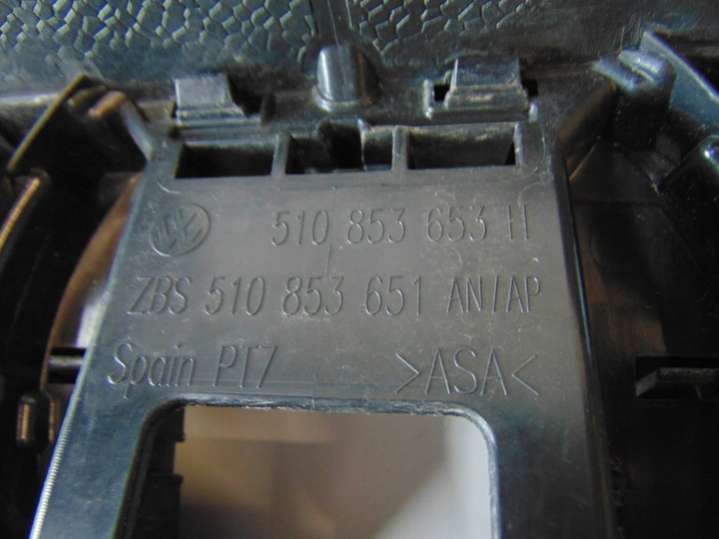 510 853 653 H
ZBS 510 853 651 AN/AP
Spain PT7 >ASA<